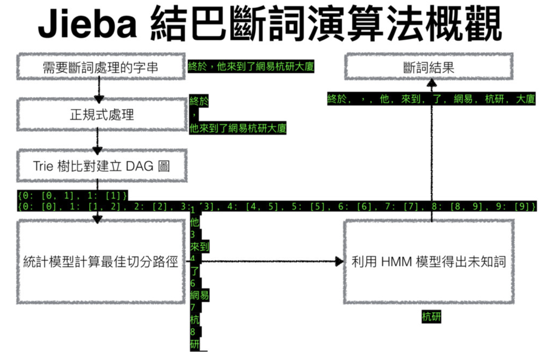 Jieba 結巴斷詞演算法概觀
需要斷詞處理的字串
終於，他來到了網易杭研大廈
斷詞結果
終於, ，, 他, 來到, 了, 網易, 杭研, 大廈
正規式處理
終於
，
他來到了網易杭研大廈
Trie 樹比對建立 DAG 圖
{0: [0, 1], 1: [1]}
{0: [0], 1: [1, 2], 2: [2], 3: [3], 4: [4, 5], 5: [5], 6: [6], 7: [7], 8: [8, 9], 9: [9]}
統計模型計算最佳切分路徑
1
他
3
來到
4
了
6
網易
7
杭
8
研
利用 HMM 模型得出未知詞
杭研